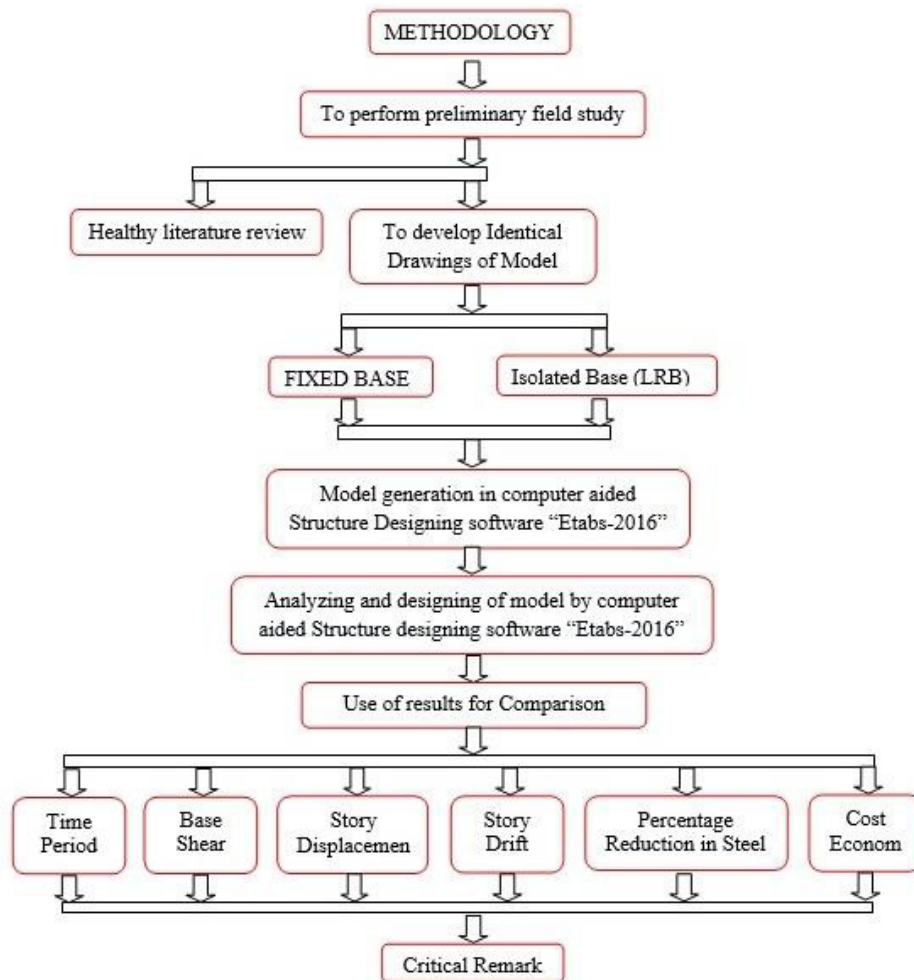 METHODOLOGY
To perform preliminary field study
Healthy literature review
To develop Identical
Drawings of Model
FIXED BASE
Isolated Base (LRB)
Model generation in computer aided
Structure Designing software “Etabs-2016”
Analyzing and designing of model by computer
aided Structure designing software “Etabs-2016”
Use of results for Comparison
Time
Period
Base
Shear
Story
Displacemen
Story
Drift
Percentage
Reduction in Steel
Cost
Econom
Critical Remark